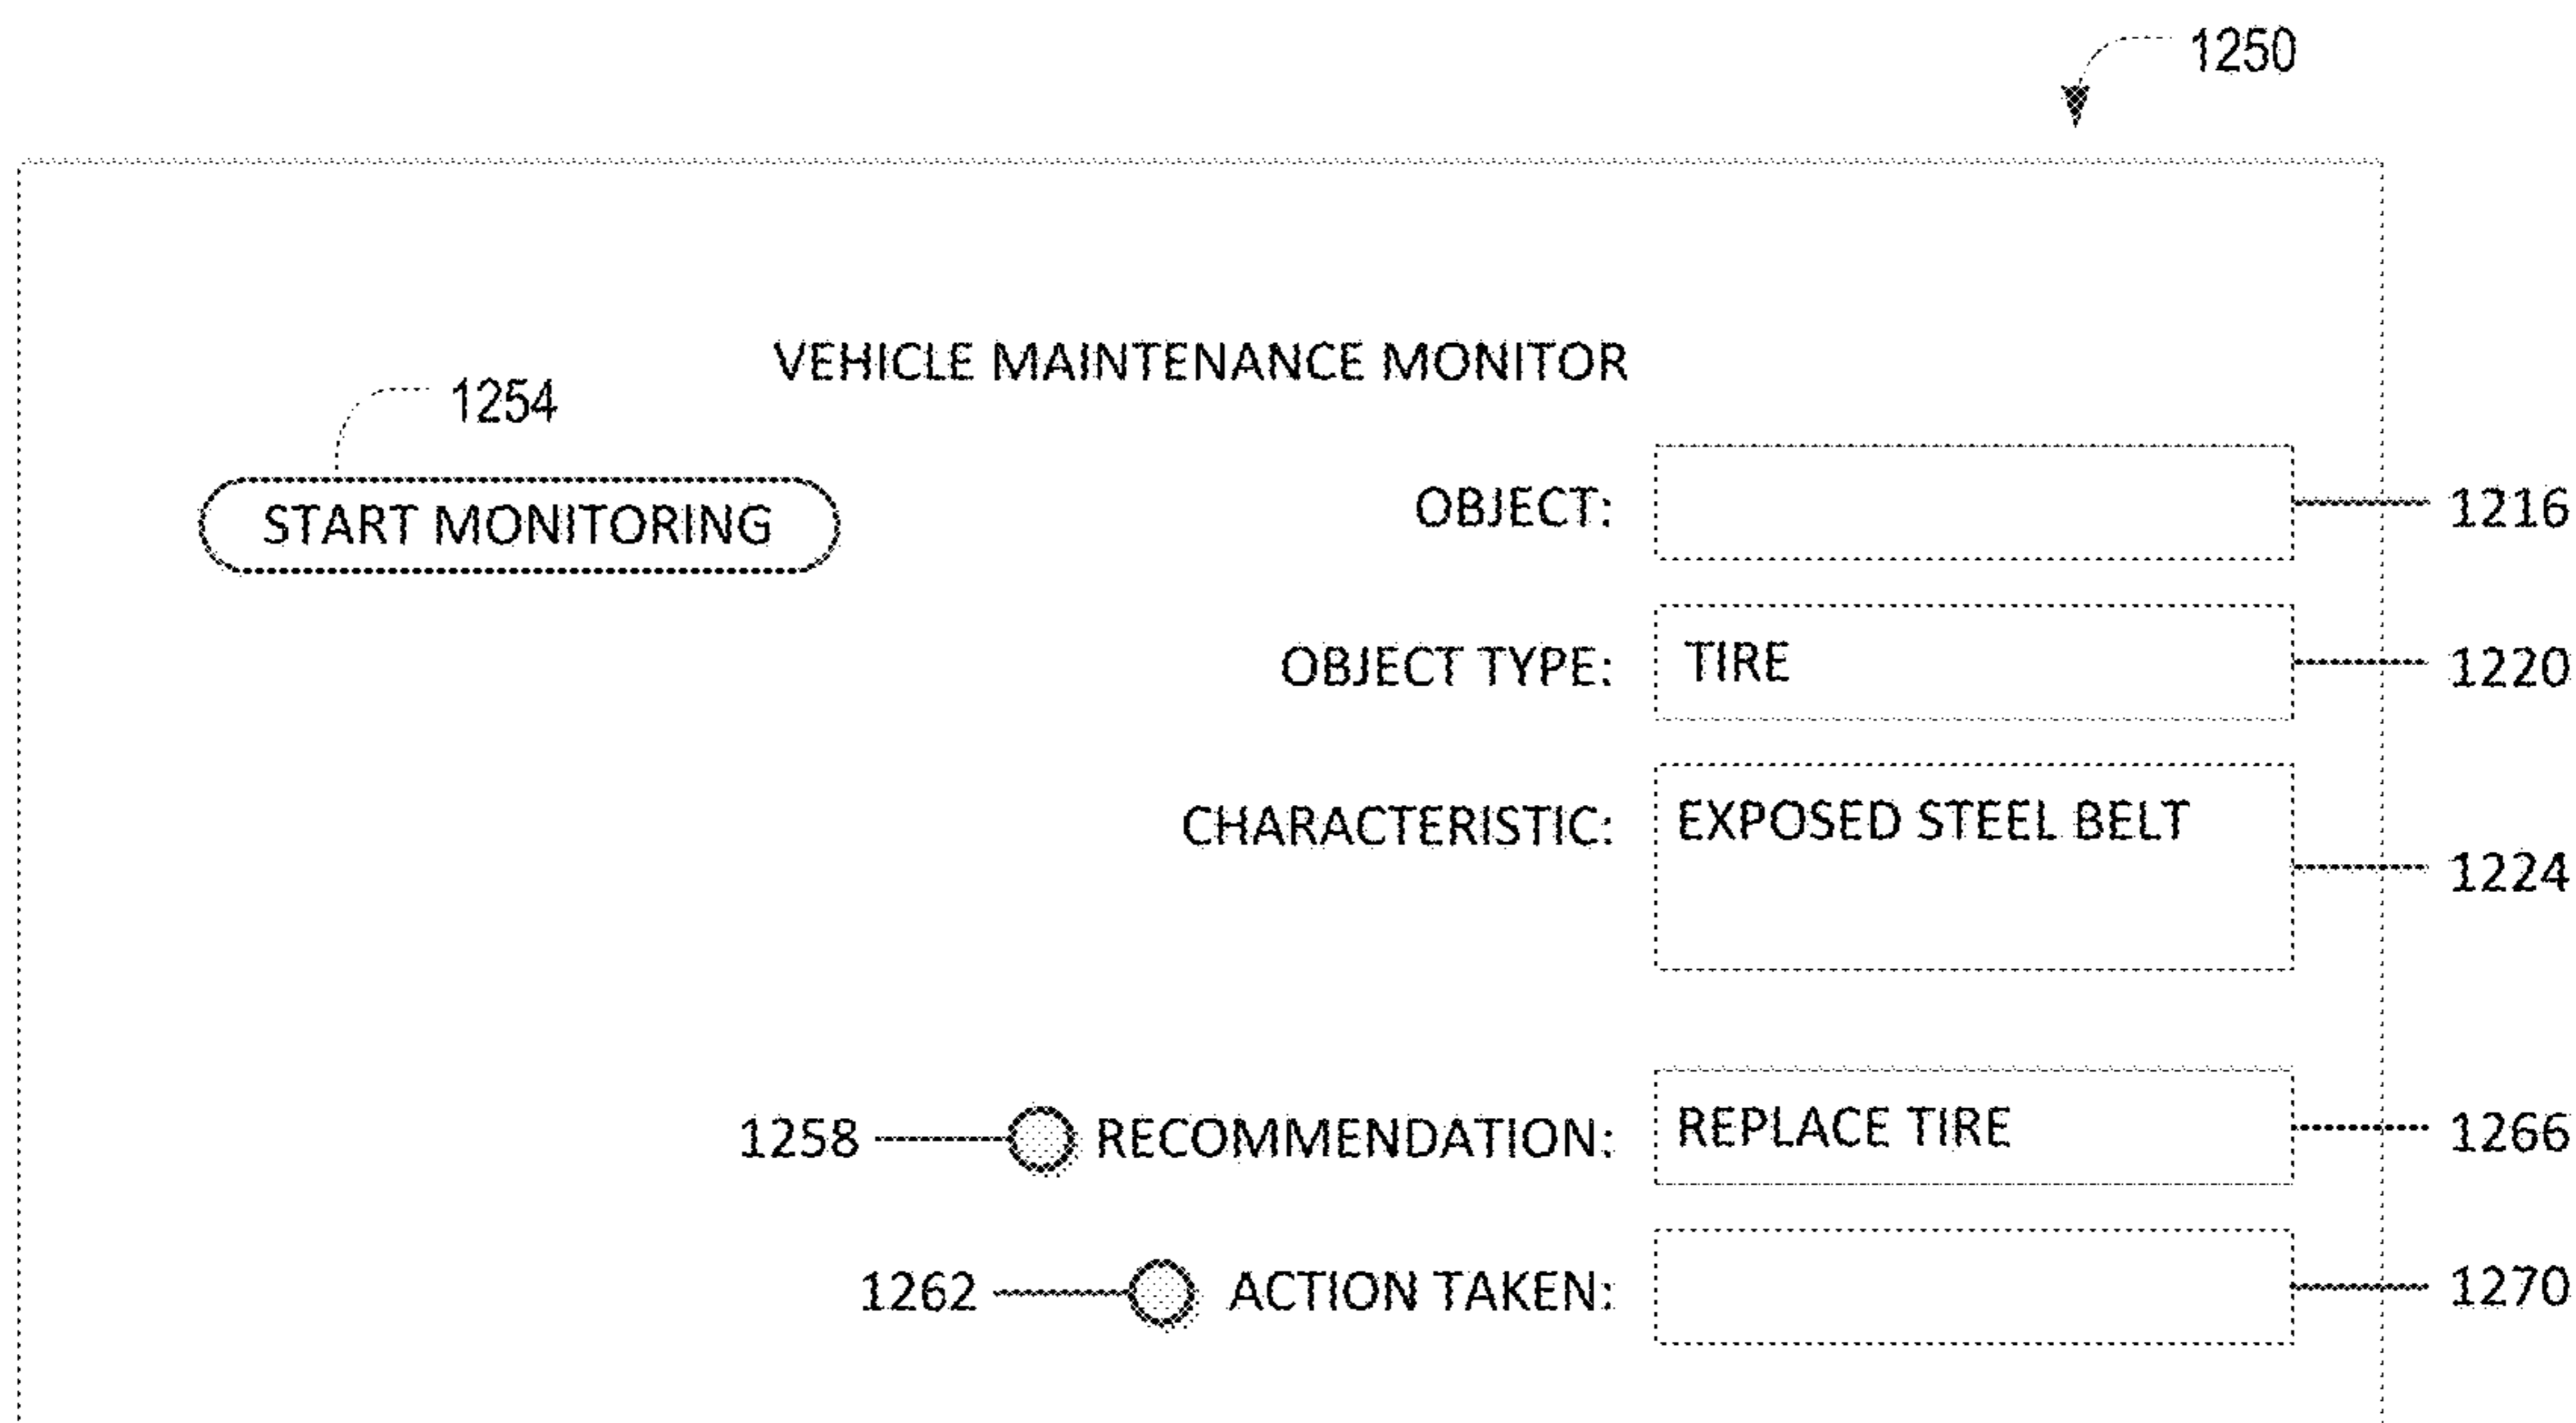 1250
VEHICLE MAINTENANCE MONITOR
1254
START MONITORING
OBJECT: 1216
OBJECT TYPE: TIRE 1220
CHARACTERISTIC: EXPOSED STEEL BELT
1224
1258 RECOMMENDATION: REPLACE TIRE 1266
1262 ACTION TAKEN: 1270